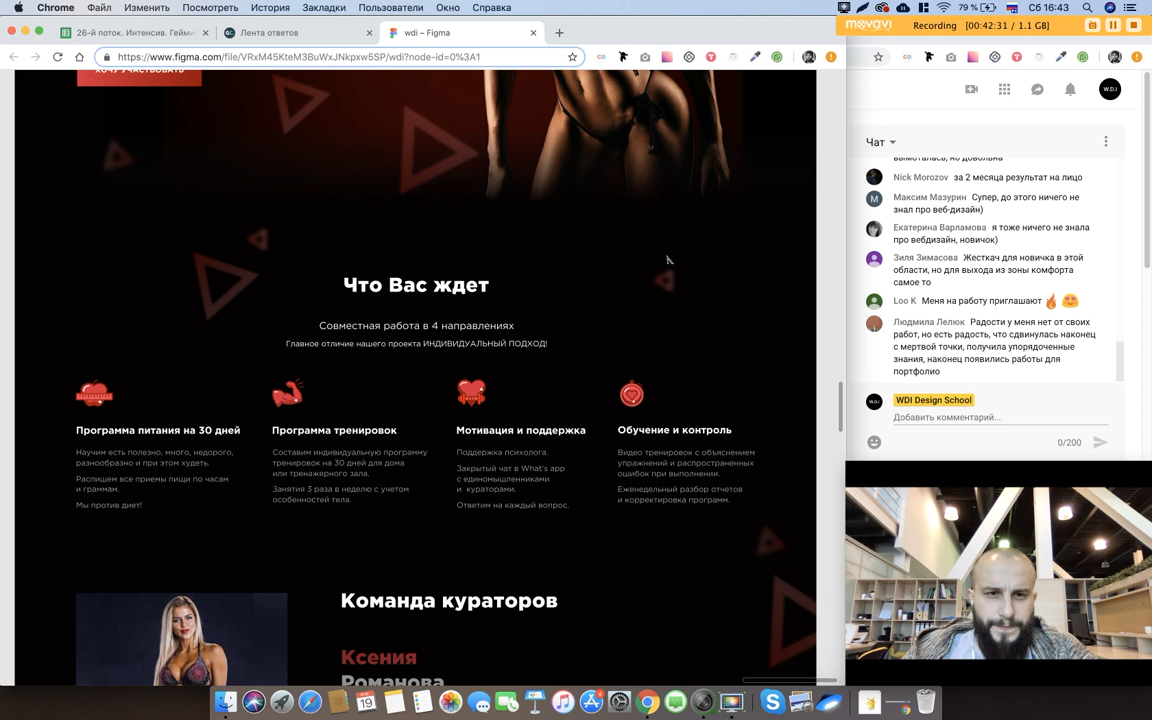 Chrome Файл Изменить Посмотреть История Закладки Пользователи Окно Справка 79 % Сб 16:43
movavi Recording [00:42:31 / 1.1 GB]
26-й поток. Интенсив. Гейми
Лента ответов
wdi – Figma
https://www.figma.com/file/VRxM45KteM3BuWxJNkpxw5SP/wdi?node-id=0%3A1
ХОЧУ УЧАСТВОВАТЬ
Что Вас ждет
Совместная работа в 4 направлениях
Главное отличие нашего проекта ИНДИВИДУАЛЬНЫЙ ПОДХОД!
Программа питания на 30 дней
Научим есть полезно, много, недорого,
разнообразно и при этом худеть.
Распишем все приемы пищи по часам
и граммам.
Мы против диет!
Программа тренировок
Составим индивидуальную программу
тренировок на 30 дней для дома
или тренажерного зала.
Занятия 3 раза в неделю с учетом
особенностей тела.
Мотивация и поддержка
Поддержка психолога.
Закрытый чат в What's app
с единомышленниками
и кураторами.
Ответим на каждый вопрос.
Обучение и контроль
Видео тренировок с объяснением
упражнений и распространенных
ошибок при выполнении.
Еженедельный разбор отчетов
и корректировка программ.
Команда кураторов
Ксения
Романова
W.D.I
Чат
вымоталась, но довольна
Nick Morozov за 2 месяца результат на лицо
М Максим Мазурин Супер, до этого ничего не
знал про веб-дизайн)
Екатерина Варламова я тоже ничего не знала
про вебдизайн, новичок)
Зиля Зимасова Жесткач для новичка в этой
области, но для выхода из зоны комфорта
самое то
Loo K Меня на работу приглашают
Людмила Лелюк Радости у меня нет от своих
работ, но есть радость, что сдвинулась наконец
с мертвой точки, получила упорядоченные
знания, наконец появились работы для
портфолио
W.D.I WDI Design School
Добавить комментарий...
0/200
19